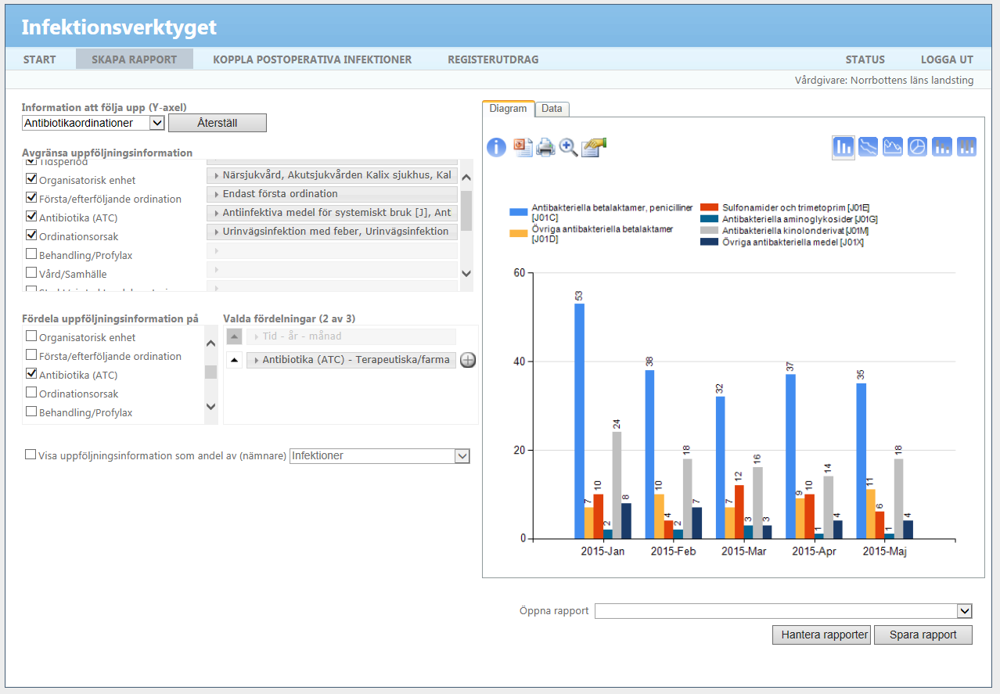 Infektionsverktyget
START SKAPA RAPPORT KOPPLA POSTOPERATIVA INFEKTIONER REGISTERUTDRAG STATUS LOGGA UT
Vårdgivare: Norrbottens läns landsting
Information att följa upp (Y-axel)
Antibiotikaordinationer Återställ
Avgränsa uppföljningsinformation
Tidsperiod
Organisatorisk enhet Närsjukvård, Akutsjukvården Kalix sjukhus, Kal
Första/efterföljande ordination Endast första ordination
Antibiotika (ATC) Antiinfektiva medel för systemiskt bruk [J], Ant
Ordinationsorsak Urinvägsinfektion med feber, Urinvägsinfektion
Behandling/Profylax
Vård/Samhälle
Fördela uppföljningsinformation på
Organisatorisk enhet
Första/efterföljande ordination
Antibiotika (ATC)
Ordinationsorsak
Behandling/Profylax
Valda fördelningar (2 av 3)
Tid - år - månad
Antibiotika (ATC) - Terapeutiska/farma
Visa uppföljningsinformation som andel av (nämnare) Infektioner
Diagram Data
Antibakteriella betalaktamer, penicilliner
[J01C]
Övriga antibakteriella betalaktamer
[J01D]
Sulfonamider och trimetoprim [J01E]
Antibakteriella aminoglykosider [J01G]
Antibakteriella kinolonderivat [J01M]
Övriga antibakteriella medel [J01X]
60
40
20
0
53 7 10 2 24 8
38 10 4 2 18 7
32 7 12 3 16 3
37 9 10 1 14 4
35 11 6 1 18 4
2015-Jan 2015-Feb 2015-Mar 2015-Apr 2015-Maj
Öppna rapport
Hantera rapporter Spara rapport